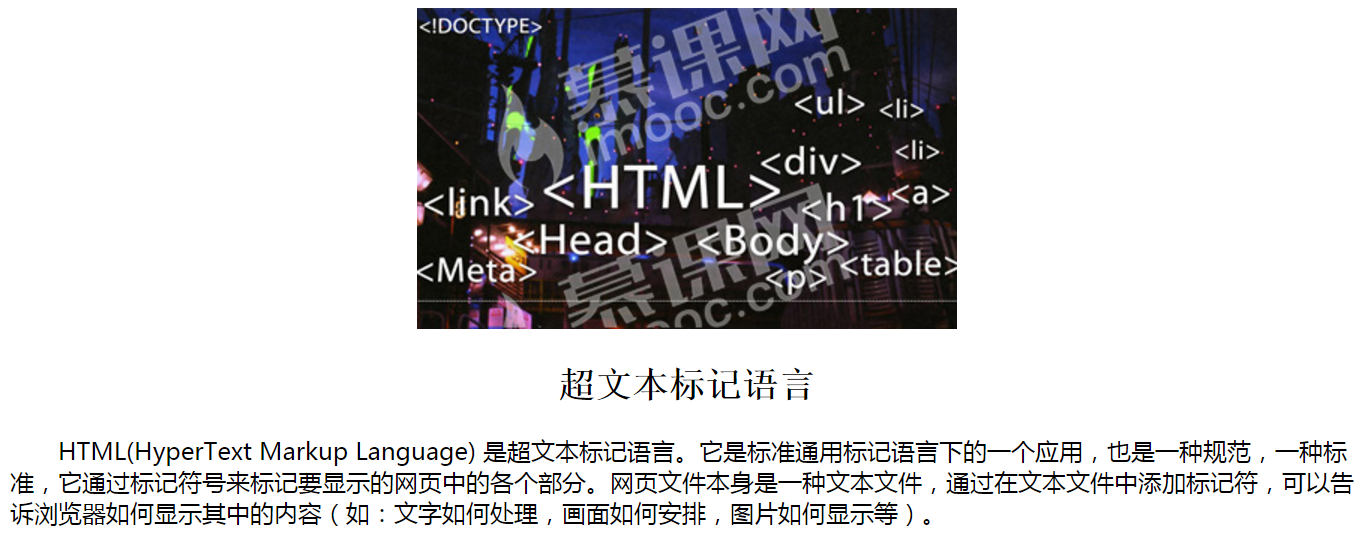 <!DOCTYPE>
慕课网
imooc.com
<ul> <li>
<div> <li>
<HTML>
<link> <h1> <a>
<Head> <Body>
<Meta> <p> <table>
慕课网
imooc.com
超文本标记语言
HTML(HyperText Markup Language) 是超文本标记语言。它是标准通用标记语言下的一个应用，也是一种规范，一种标
准，它通过标记符号来标记要显示的网页中的各个部分。网页文件本身是一种文本文件，通过在文本文件中添加标记符，可以告
诉浏览器如何显示其中的内容（如：文字如何处理，画面如何安排，图片如何显示等）。